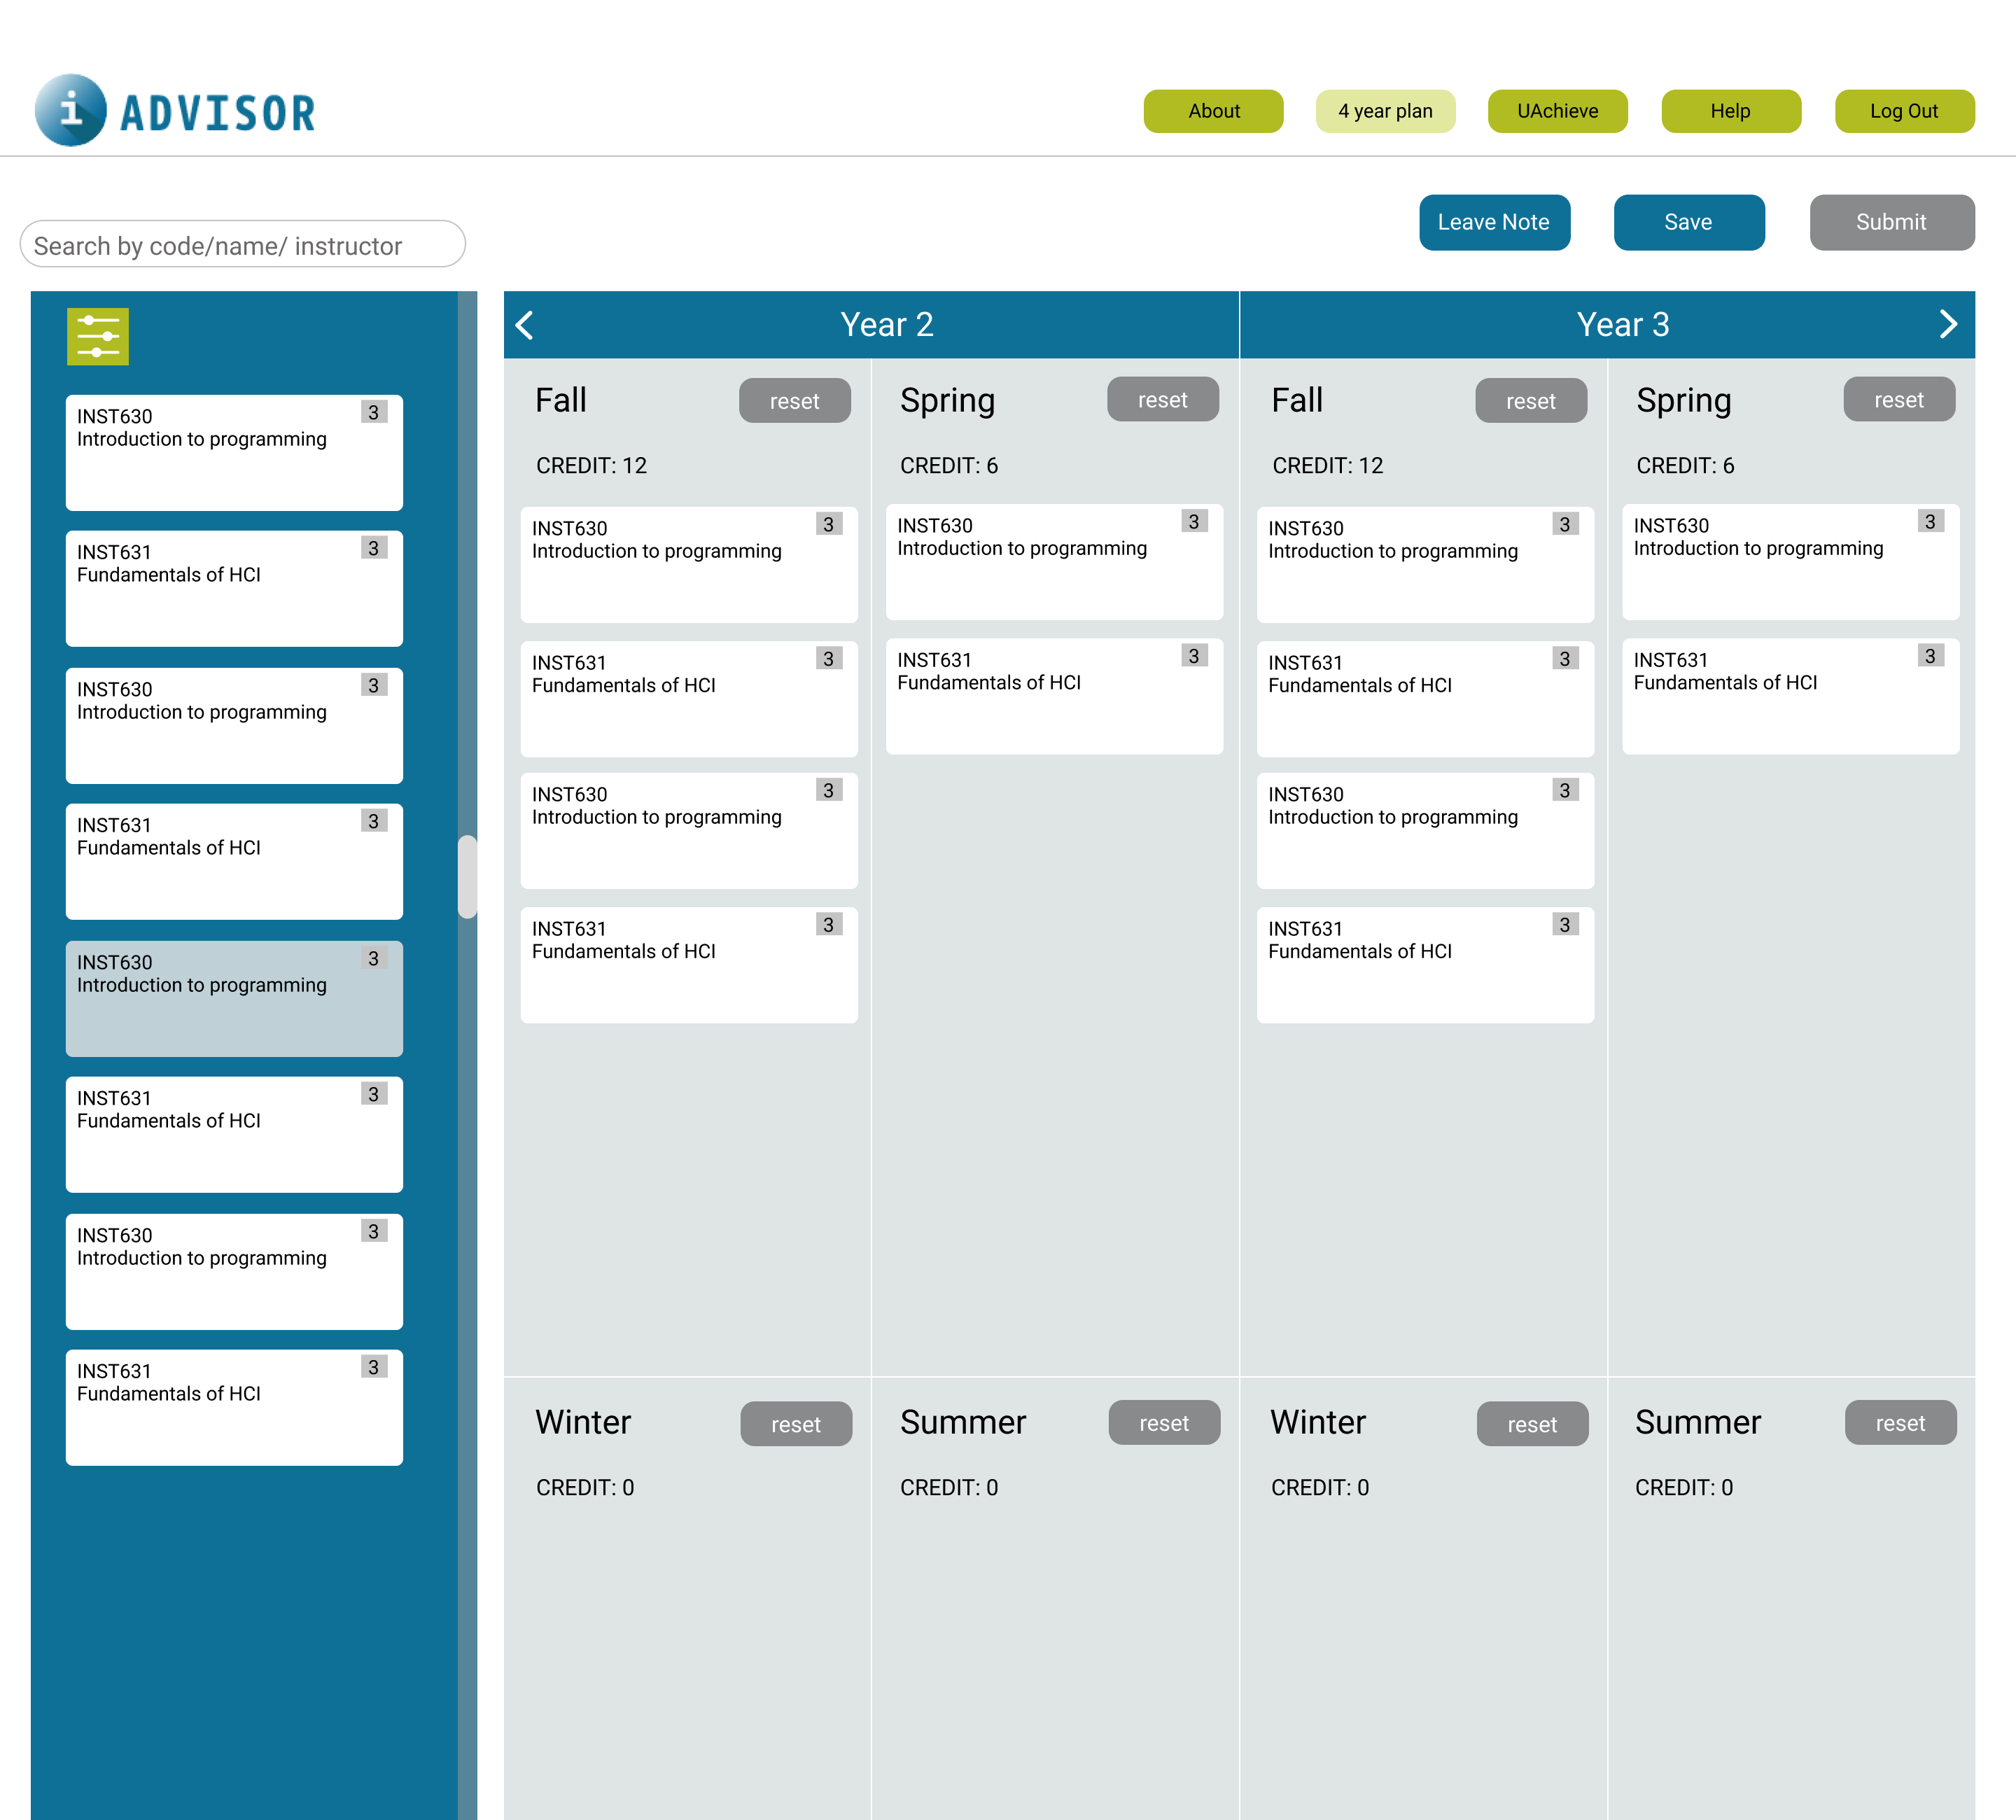 i ADVISOR
About
4 year plan
UAchieve
Help
Log Out
Leave Note
Save
Submit
Search by code/name/ instructor
INST630
3
Introduction to programming
INST631
3
Fundamentals of HCI
INST630
3
Introduction to programming
INST631
3
Fundamentals of HCI
INST630
3
Introduction to programming
INST631
3
Fundamentals of HCI
INST630
3
Introduction to programming
INST631
3
Fundamentals of HCI
Year 2
Fall
reset
CREDIT: 12
INST630
3
Introduction to programming
INST631
3
Fundamentals of HCI
INST630
3
Introduction to programming
INST631
3
Fundamentals of HCI
Spring
reset
CREDIT: 6
INST630
3
Introduction to programming
INST631
3
Fundamentals of HCI
Winter
reset
CREDIT: 0
Summer
reset
CREDIT: 0
Year 3
Fall
reset
CREDIT: 12
INST630
3
Introduction to programming
INST631
3
Fundamentals of HCI
INST630
3
Introduction to programming
INST631
3
Fundamentals of HCI
Spring
reset
CREDIT: 6
INST630
3
Introduction to programming
INST631
3
Fundamentals of HCI
Winter
reset
CREDIT: 0
Summer
reset
CREDIT: 0